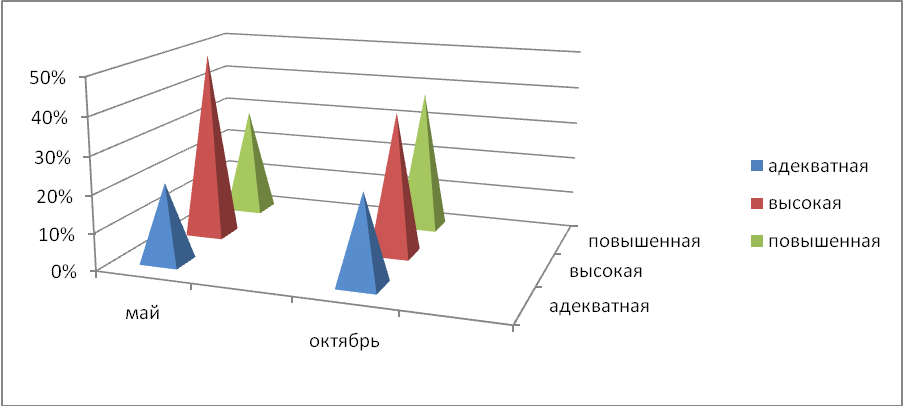 50%
40%
30%
20%
10%
0%
май
октябрь
повышенная
высокая
адекватная
адекватная
высокая
повышенная